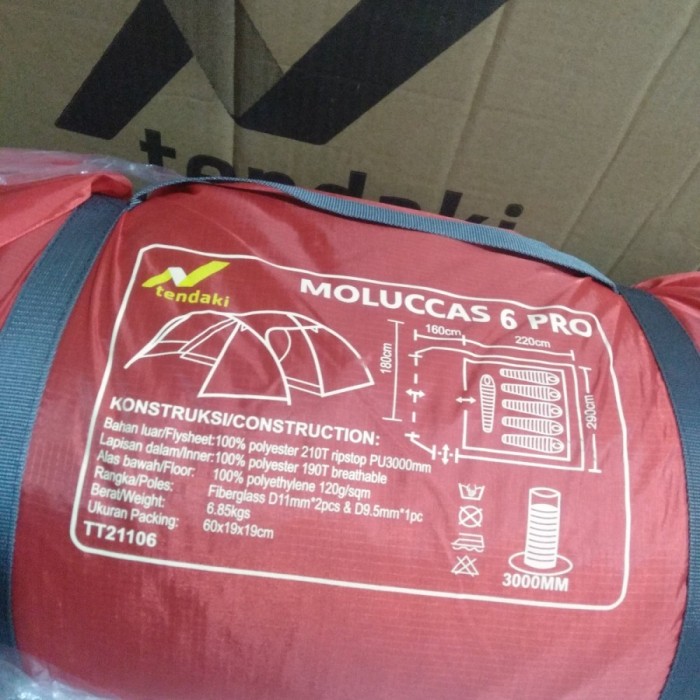 tendaki
tendaki
MOLUCCAS 6 PRO
160cm
220cm
180cm
290cm
KONSTRUKSI/CONSTRUCTION:
Bahan luar/Flysheet:100% polyester 210T ripstop PU3000mm
Lapisan dalam/Inner:100% polyester 190T breathable
Alas bawah/Floor: 100% polyethylene 120g/sqm
Rangka/Poles: Fiberglass D11mm*2pcs & D9.5mm*1pc
Berat/Weight: 6.85kgs
Ukuran Packing: 60x19x19cm
TT21106
3000MM